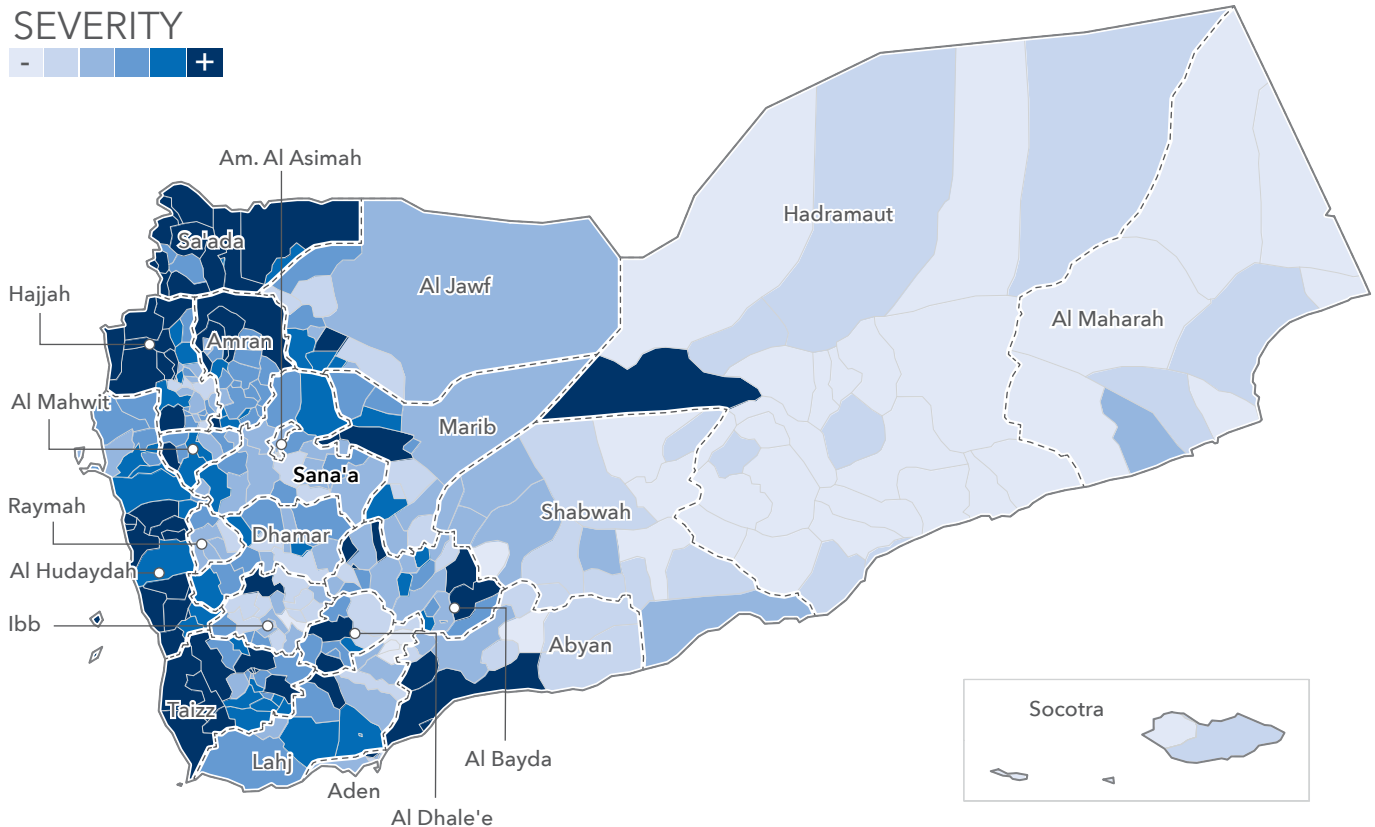 SEVERITY
- +
Am. Al Asimah
Hadramaut
Sa'ada
Al Jawf
Hajjah
Al Maharah
Amran
Al Mahwit
Marib
Sana'a
Raymah
Shabwah
Dhamar
Al Hudaydah
Ibb
Abyan
Taizz
Socotra
Lahj
Al Bayda
Aden
Al Dhale'e